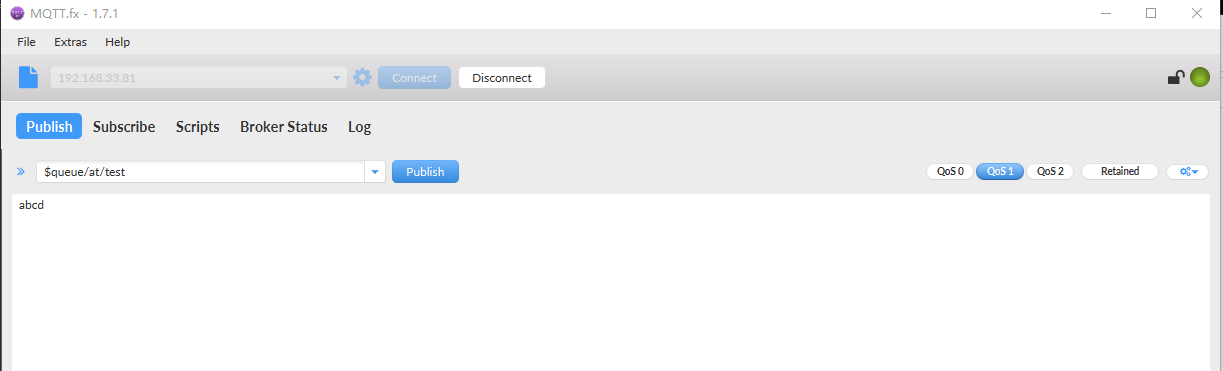 MQTT.fx - 1.7.1
File Extras Help
192.168.33.81 Connect Disconnect
Publish Subscribe Scripts Broker Status Log
$queue/at/test Publish QoS 0 QoS 1 QoS 2 Retained
abcd